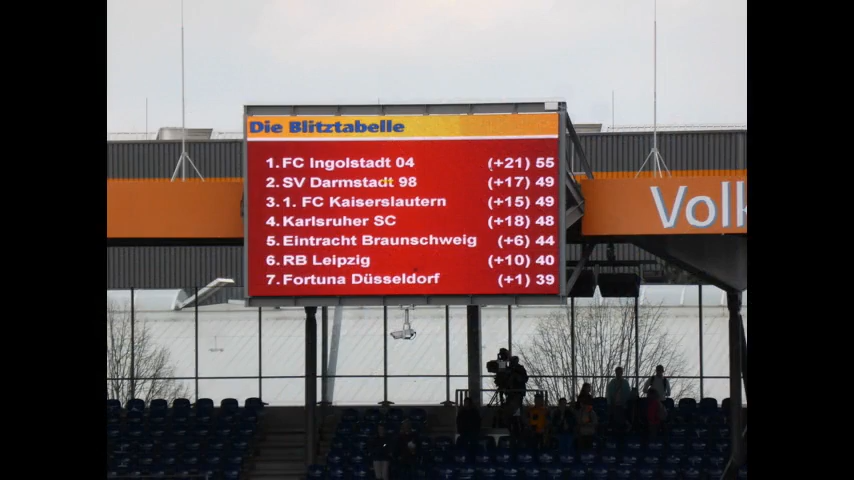 Die Blitztabelle
1. FC Ingolstadt 04 (+21) 55
2. SV Darmstadt 98 (+17) 49
3. 1. FC Kaiserslautern (+15) 49
4. Karlsruher SC (+18) 48
5. Eintracht Braunschweig (+6) 44
6. RB Leipzig (+10) 40
7. Fortuna Düsseldorf (+1) 39
Volk